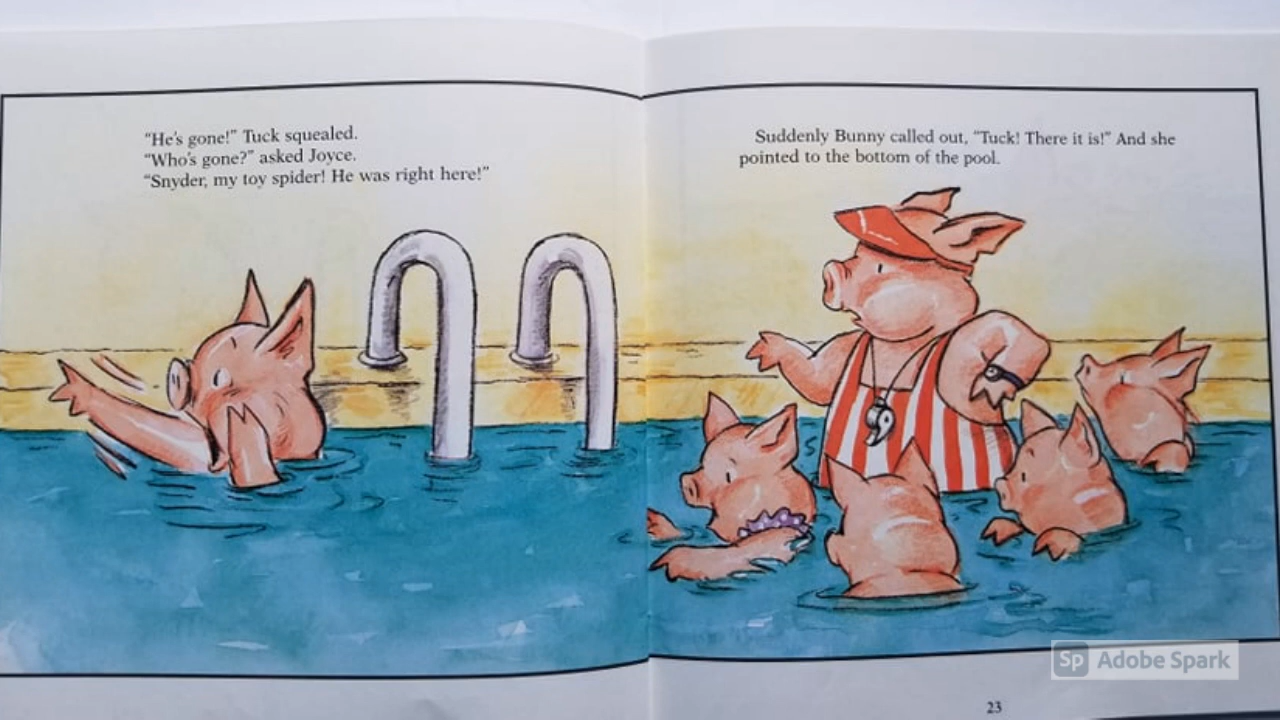 “He’s gone!” Tuck squealed.
“Who’s gone?” asked Joyce.
“Snyder, my toy spider! He was right here!”
Suddenly Bunny called out, “Tuck! There it is!” And she
pointed to the bottom of the pool.
Sp Adobe Spark
23